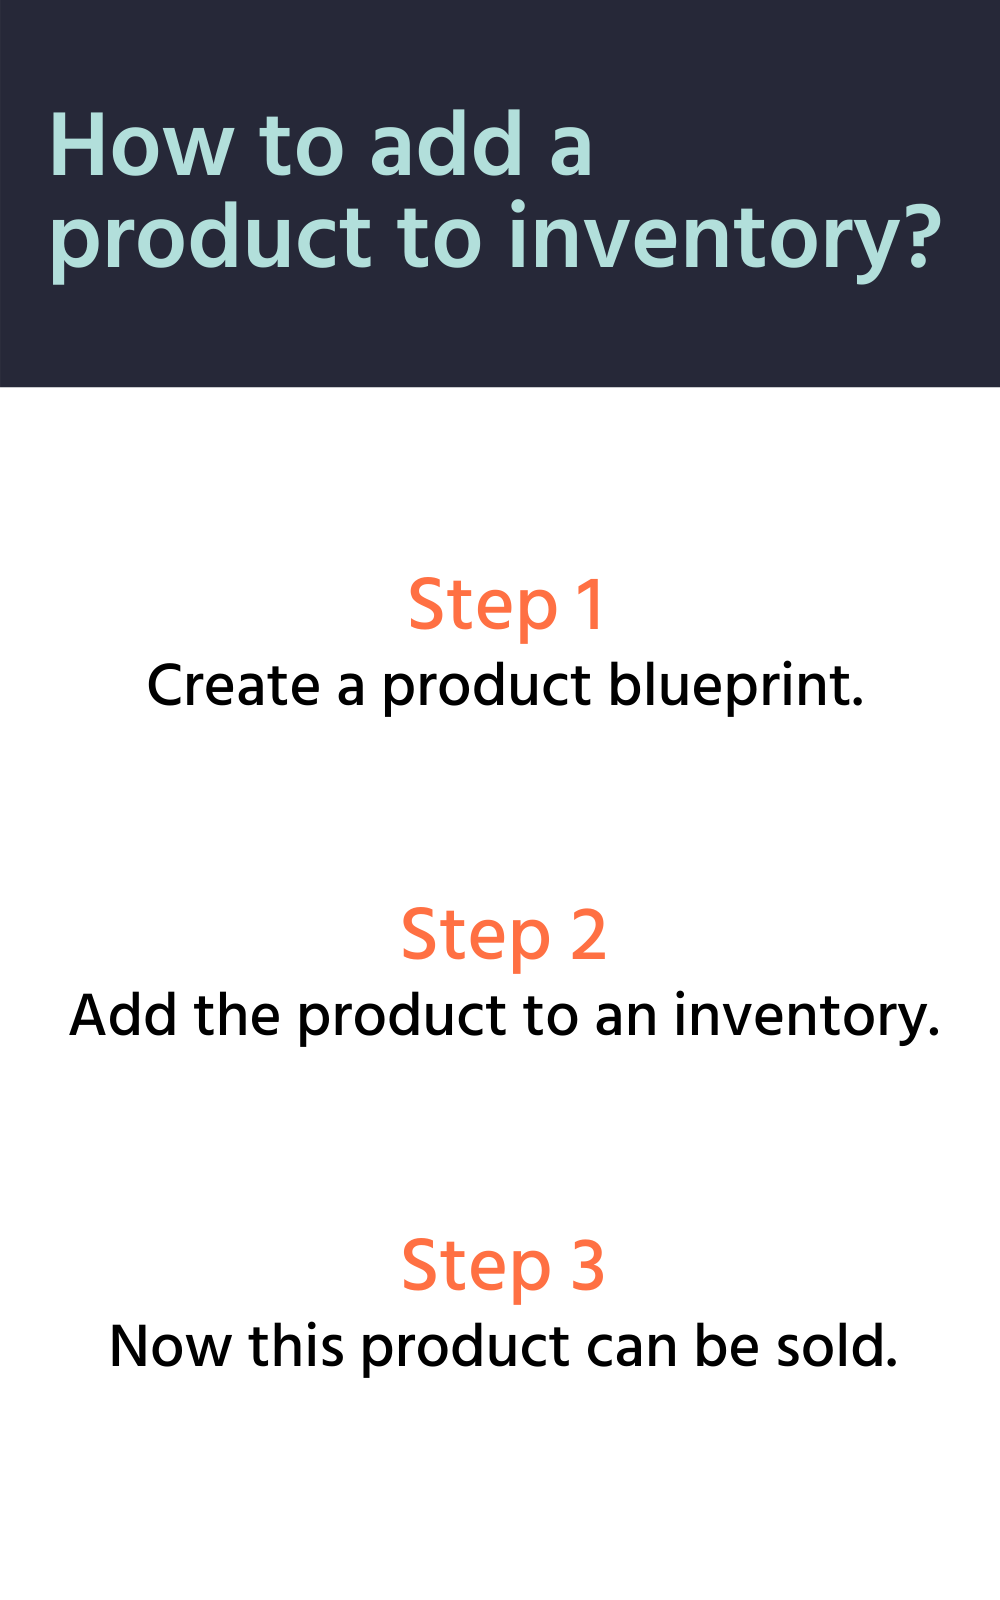 How to add a
product to inventory?
Step 1
Create a product blueprint.
Step 2
Add the product to an inventory.
Step 3
Now this product can be sold.